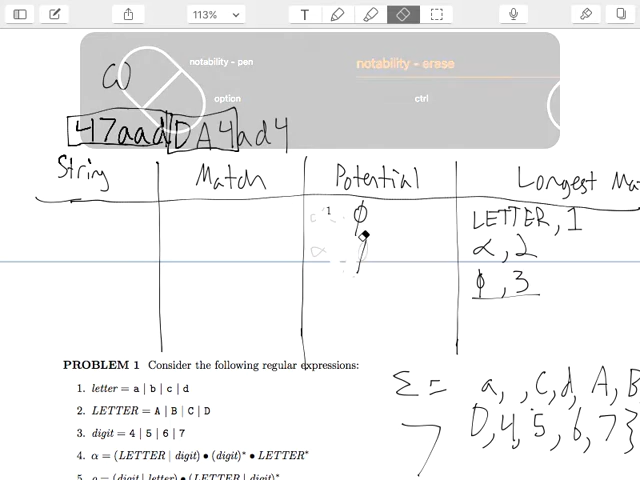 113%
T
notability - pen
notability - erase
option
ctrl
47aadDA4ad4
String Match Potential Longest Ma
ϕ LETTER, 1
α, 2
ϕ, 3
PROBLEM 1 Consider the following regular expressions:
1. letter = a | b | c | d
2. LETTER = A | B | C | D
3. digit = 4 | 5 | 6 | 7
4. α = (LETTER | digit) • (digit)* • LETTER*
Σ = a, ,C,d, A, B
D,4,5,6,7}